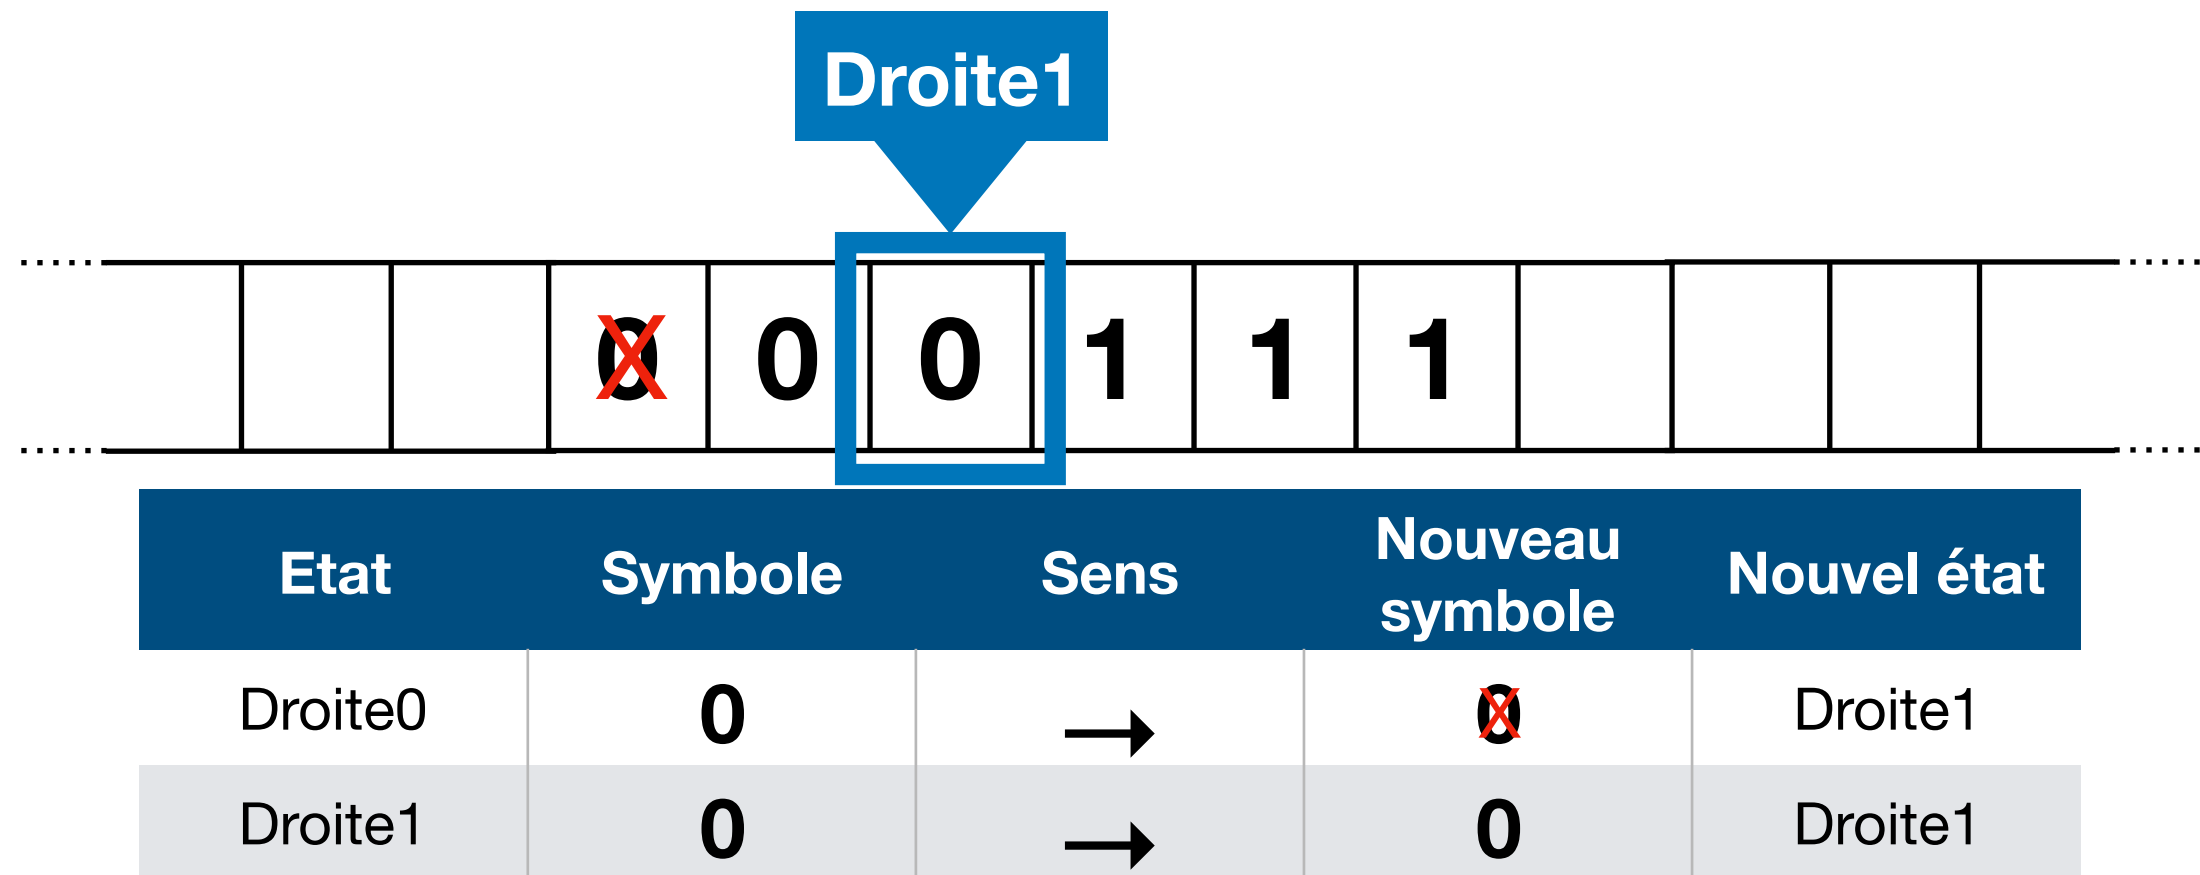 Droite1
0 0 0 1 1 1
Etat Symbole Sens Nouveau symbole Nouvel état
Droite0 0 → 0 Droite1
Droite1 0 → 0 Droite1